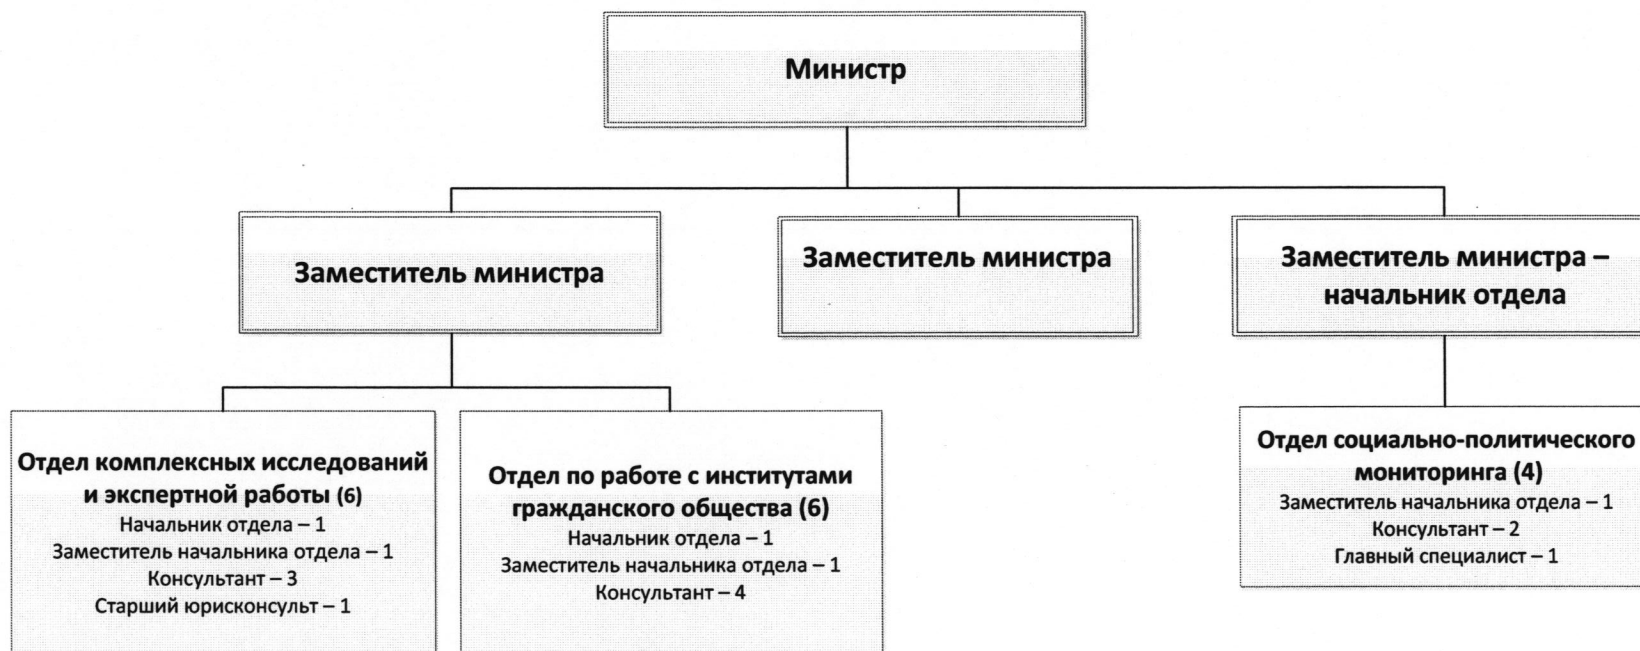 Министр
Заместитель министра
Заместитель министра
Заместитель министра –
начальник отдела
Отдел комплексных исследований
и экспертной работы (6)
Начальник отдела – 1
Заместитель начальника отдела – 1
Консультант – 3
Старший юрисконсульт – 1
Отдел по работе с институтами
гражданского общества (6)
Начальник отдела – 1
Заместитель начальника отдела – 1
Консультант – 4
Отдел социально-политического
мониторинга (4)
Заместитель начальника отдела – 1
Консультант – 2
Главный специалист – 1